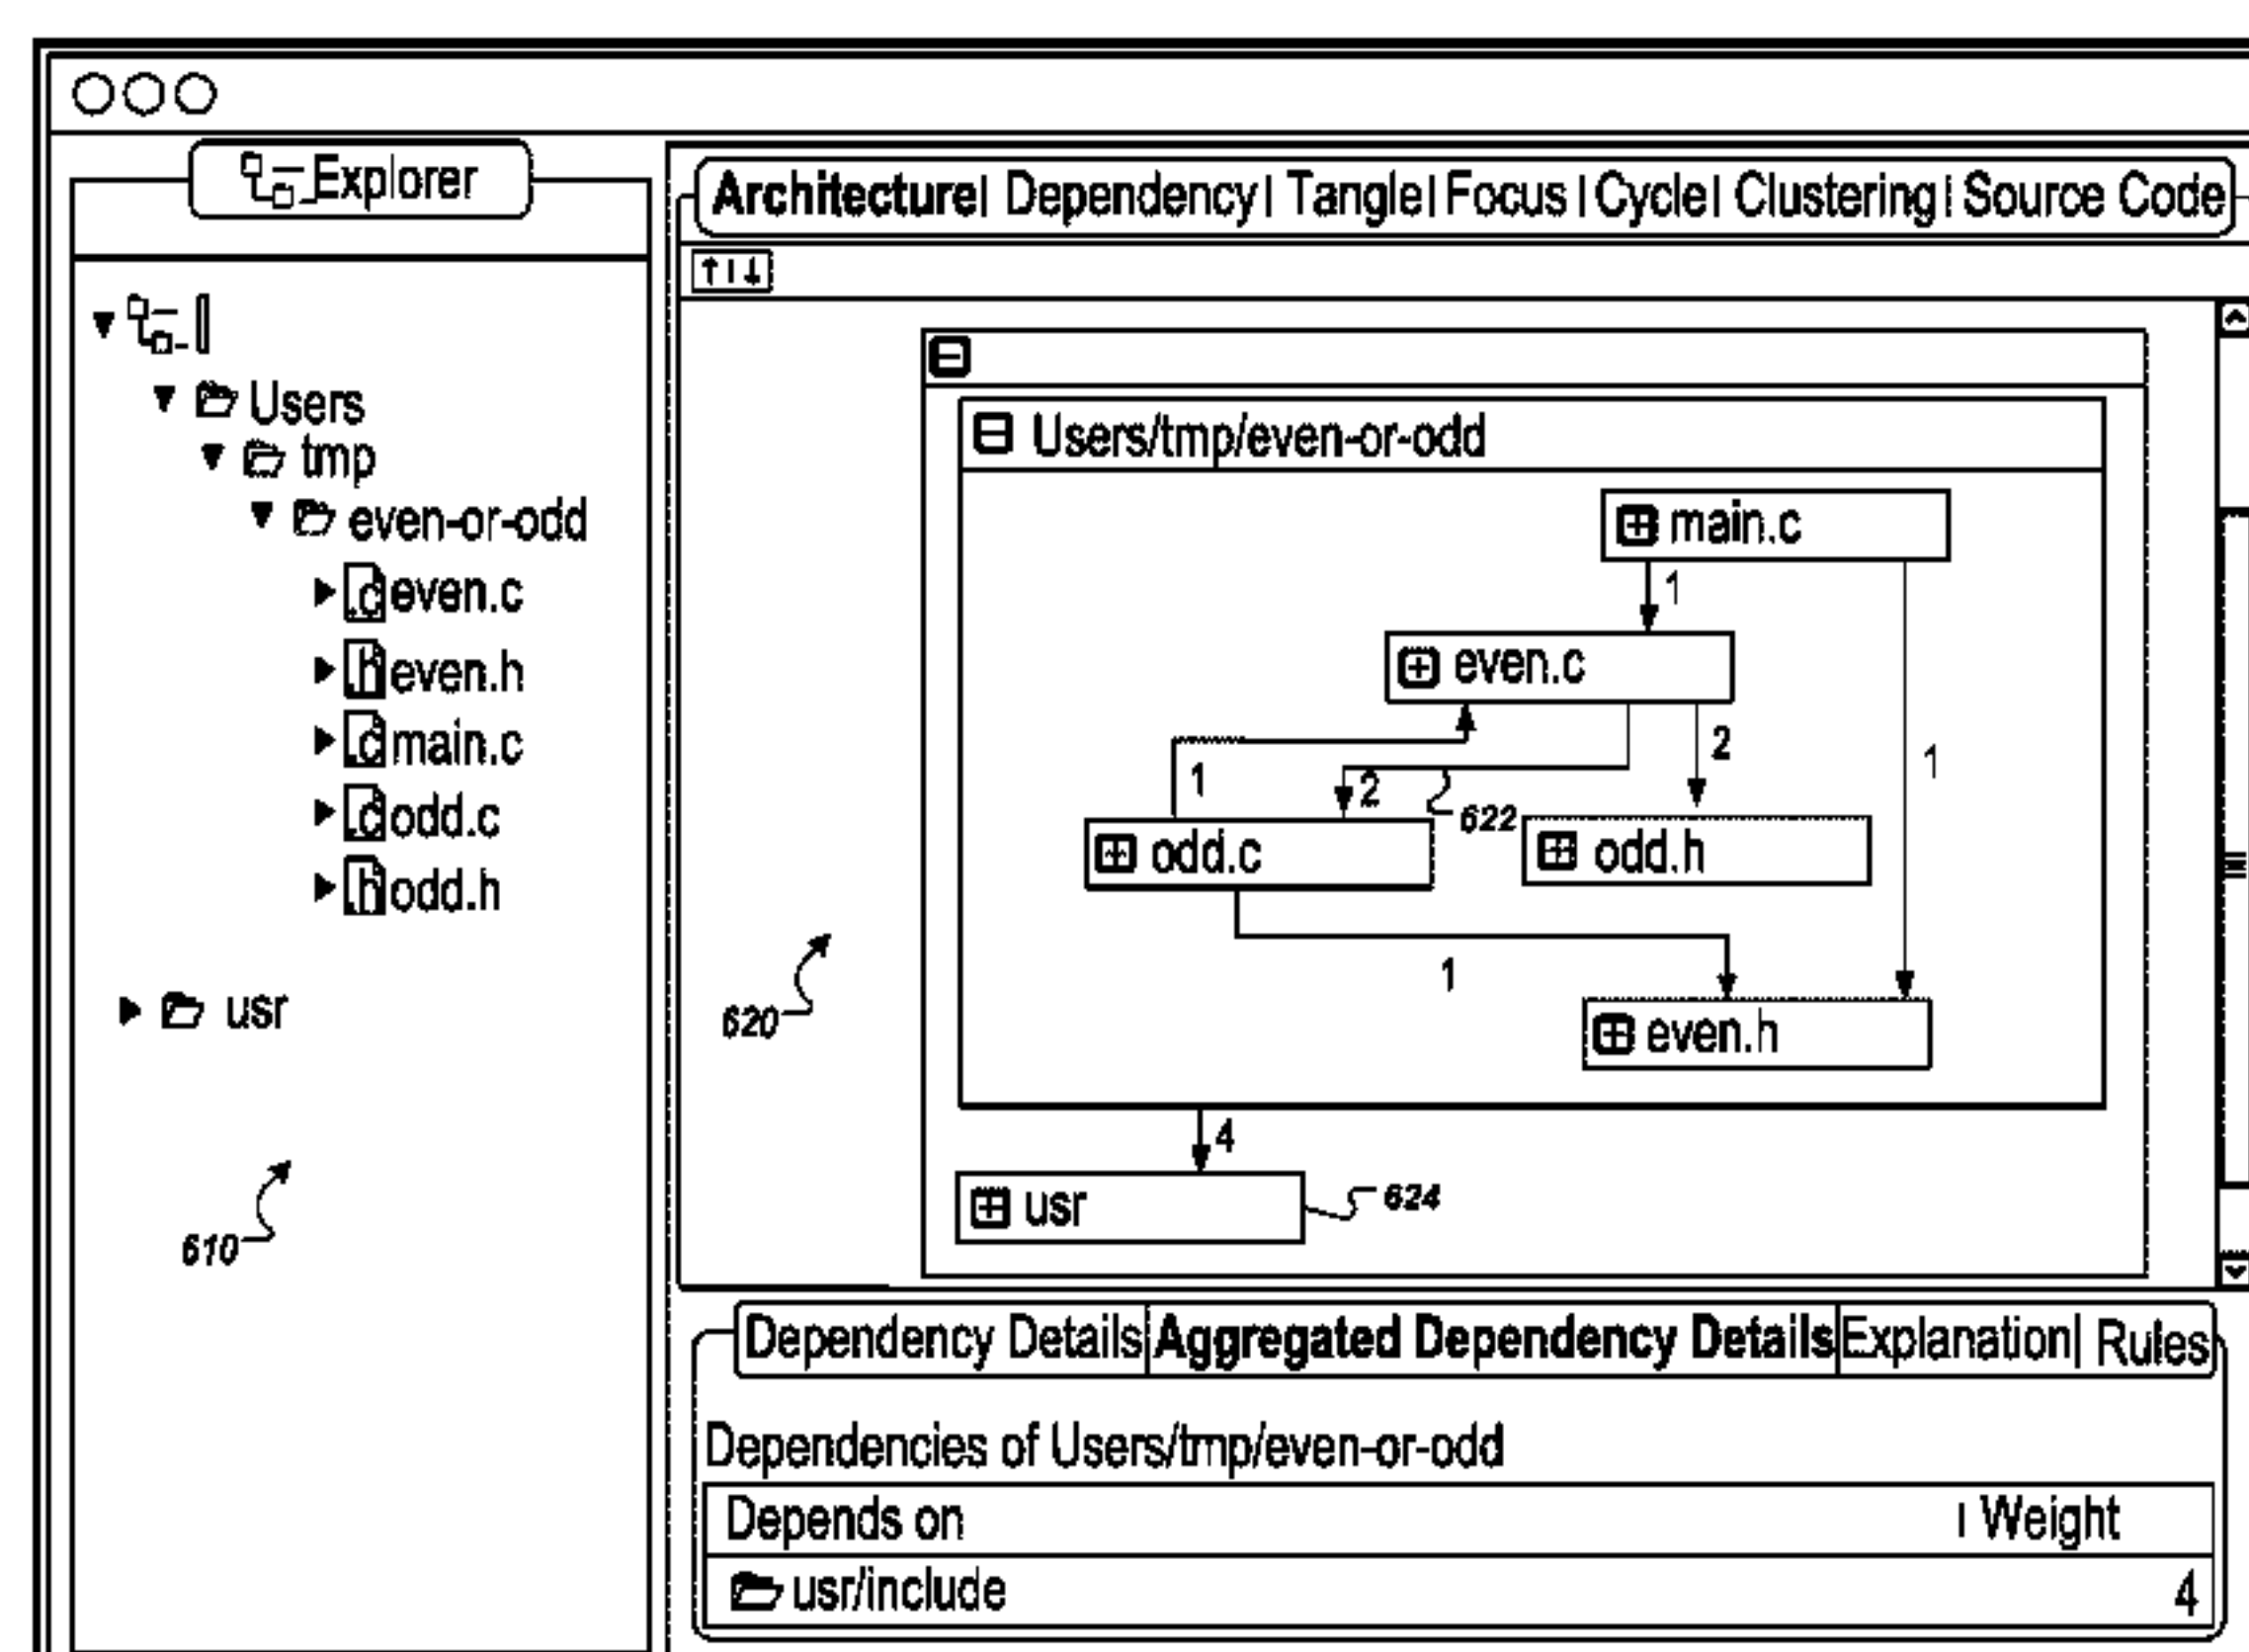 Explorer
Users
tmp
even-or-odd
.c even.c
.h even.h
.c main.c
.c odd.c
.h odd.h
usr
610
Architecture| Dependency| Tangle| Focus | Cycle| Clustering| Source Code
Users/tmp/even-or-odd
main.c
1
even.c
1
2
2
1
622
odd.c
odd.h
1
even.h
620
4
usr
624
Dependency Details|Aggregated Dependency Details|Explanation| Rules
Dependencies of Users/tmp/even-or-odd
Depends on | Weight
usr/include 4